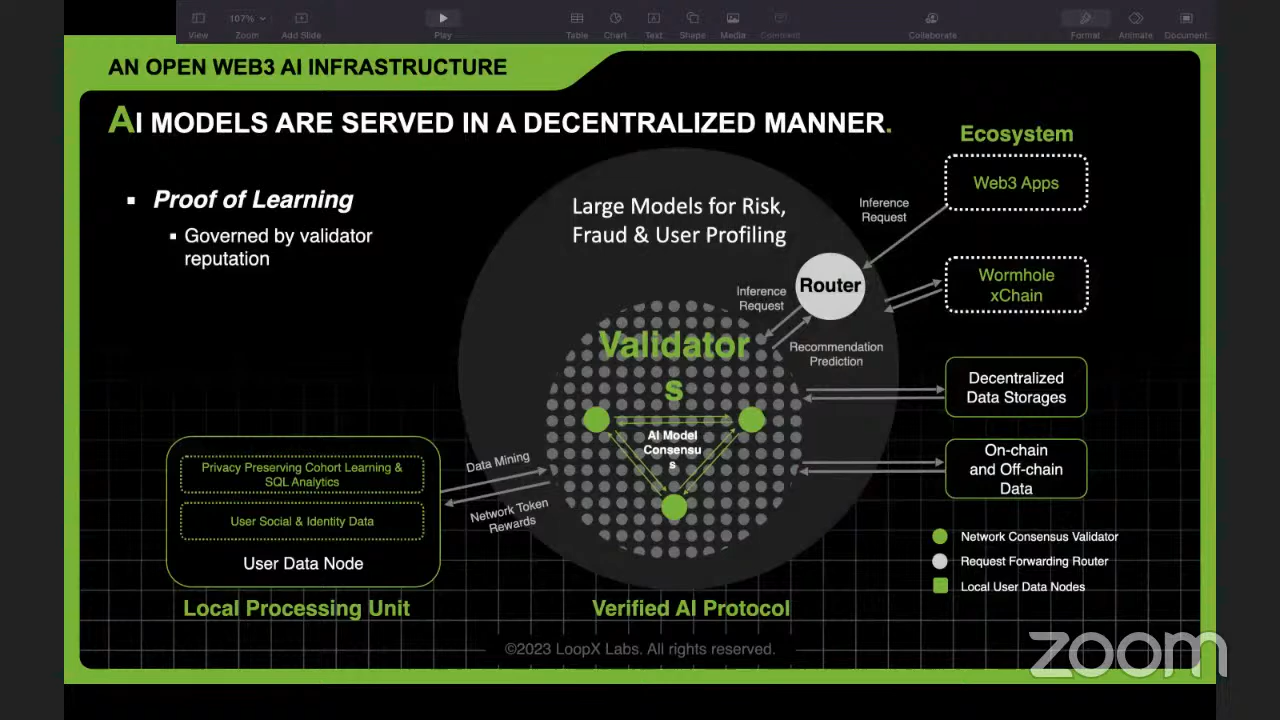 View
107%
Zoom
Add Slide
Play
Table
Chart
Text
Shape
Media
Comment
Collaborate
Format
Animate
Document
AN OPEN WEB3 AI INFRASTRUCTURE
AI MODELS ARE SERVED IN A DECENTRALIZED MANNER.
Proof of Learning
Governed by validator
reputation
Large Models for Risk,
Fraud & User Profiling
Ecosystem
Web3 Apps
Inference
Request
Router
Wormhole
xChain
Inference
Request
Recommendation
Prediction
Validator
s
AI Model
Consensu
s
Decentralized
Data Storages
On-chain
and Off-chain
Data
Data Mining
Network Token
Rewards
Privacy Preserving Cohort Learning &
SQL Analytics
User Social & Identity Data
User Data Node
Local Processing Unit
Verified AI Protocol
Network Consensus Validator
Request Forwarding Router
Local User Data Nodes
©2023 LoopX Labs. All rights reserved.
zoom